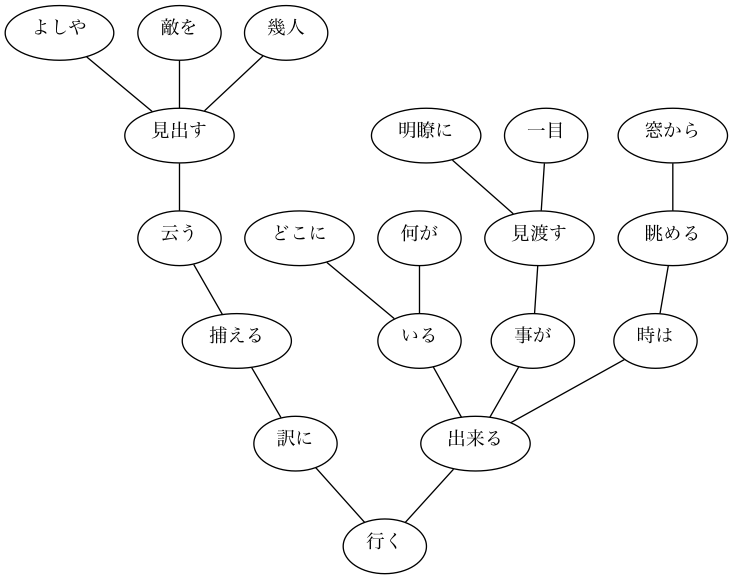 よしや
敵を
幾人
見出す
明瞭に
一目
窓から
云う
どこに
何が
見渡す
眺める
捕える
いる
事が
時は
訳に
出来る
行く